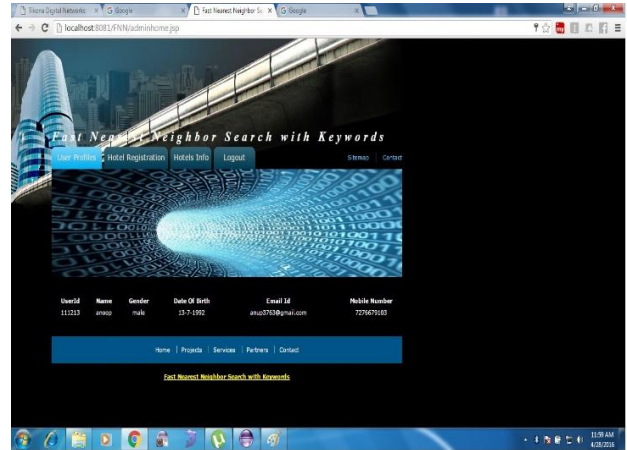 Tikona Digital Networks
Google
Fast Nearest Neighbor Se
Google
localhost:8081/FNN/adminhome.jsp
Fast Nearest Neighbor Search with Keywords
User Profiles Hotel Registration Hotels Info Logout
Sitemap Contact
UserId Name Gender Date Of Birth Email Id Mobile Number
111213 male 13-7-1992 anup3763@gmail.com 7276679103
Home Projects Services Partners Contact
Fast Nearest Neighbor Search with Keywords
11:59 AM
4/28/2016